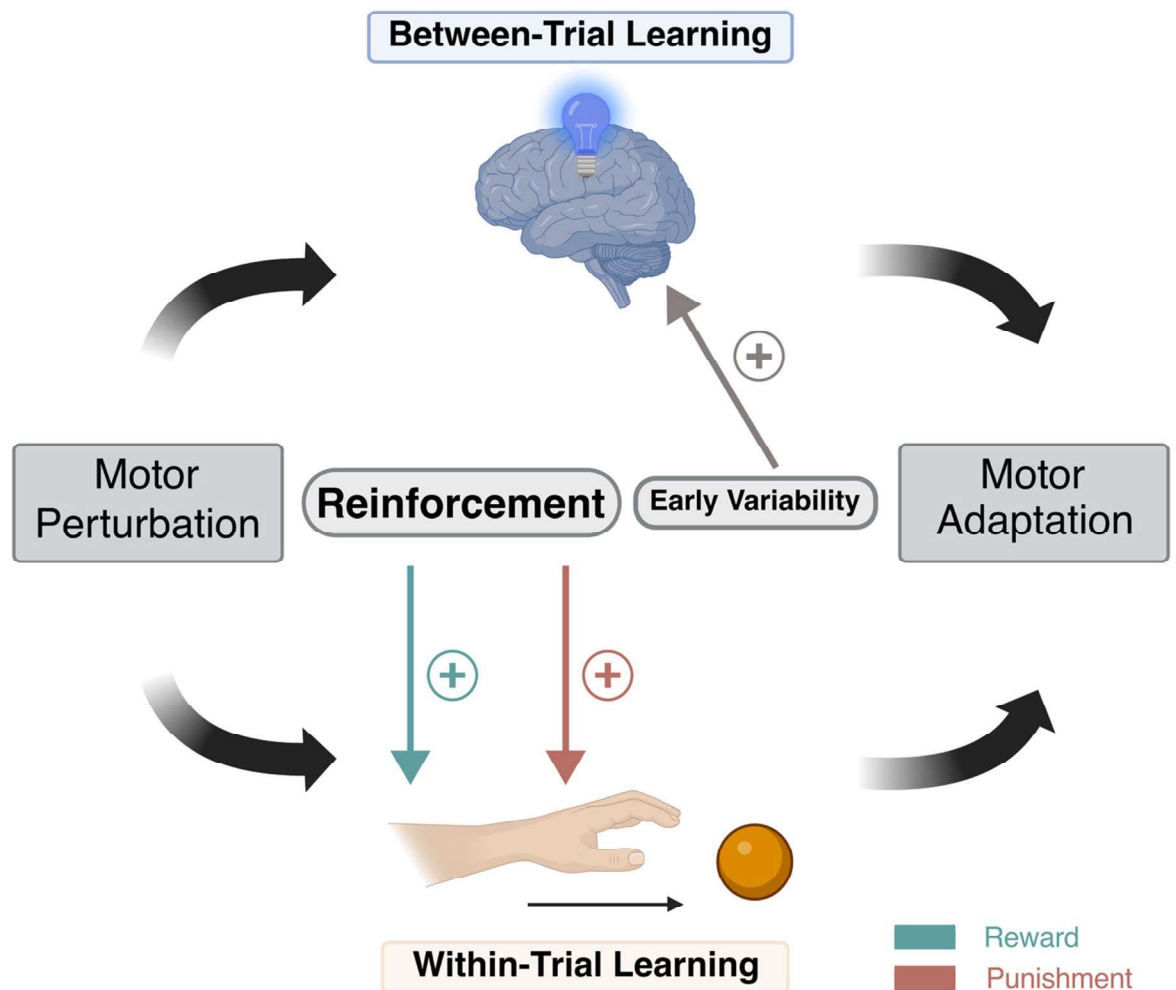 Between-Trial Learning
+
Motor
Perturbation
Reinforcement
Early Variability
Motor
Adaptation
+
+
Within-Trial Learning
Reward
Punishment